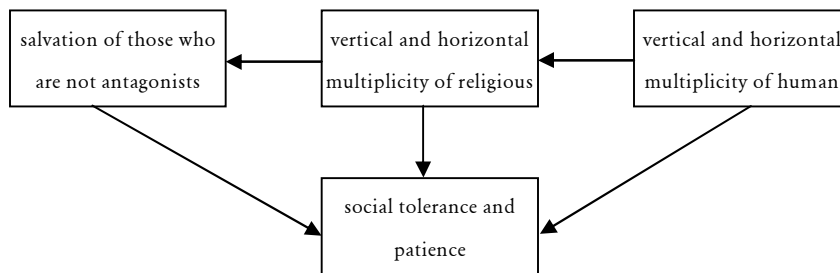 salvation of those who
are not antagonists
vertical and horizontal
multiplicity of religious
vertical and horizontal
multiplicity of human
social tolerance and
patience